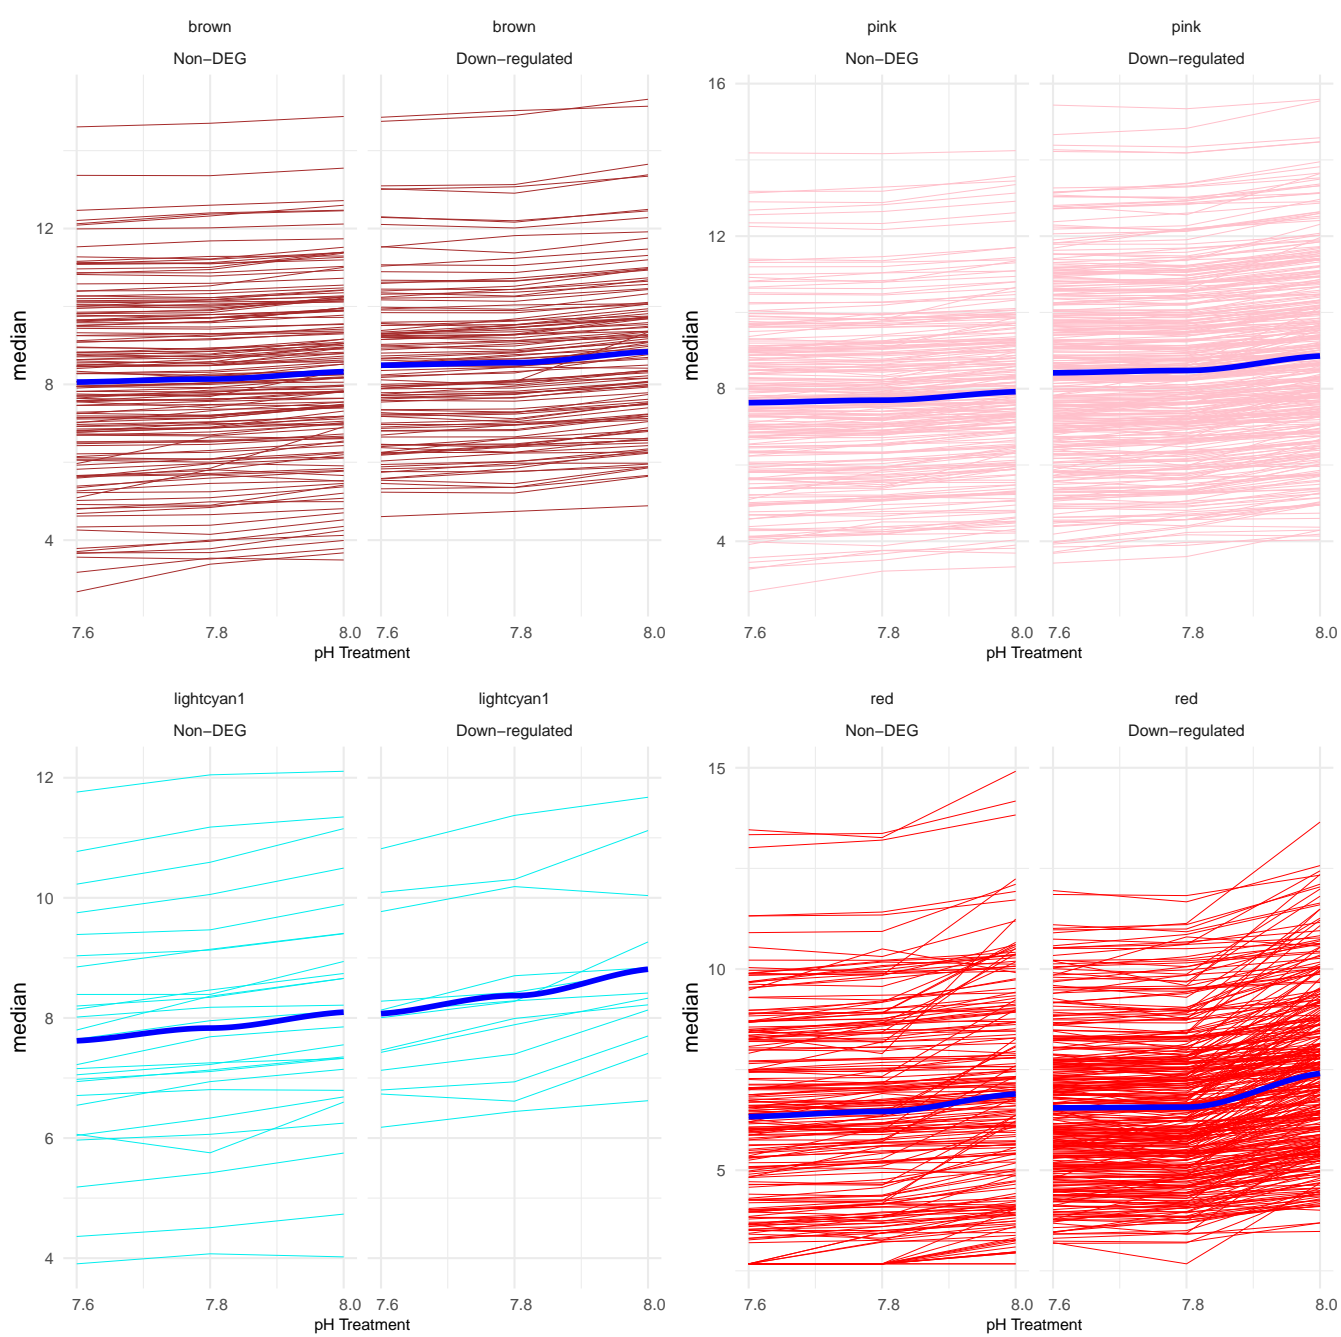 brown
brown
Non−DEG
Down−regulated
12
8
4
median
7.6
7.8
8.0
7.6
7.8
8.0
pH Treatment
pink
pink
Non−DEG
Down−regulated
16
12
8
4
median
7.6
7.8
8.0
7.6
7.8
8.0
pH Treatment
lightcyan1
lightcyan1
Non−DEG
Down−regulated
12
10
8
6
4
median
7.6
7.8
8.0
7.6
7.8
8.0
pH Treatment
red
red
Non−DEG
Down−regulated
15
10
5
median
7.6
7.8
8.0
7.6
7.8
8.0
pH Treatment